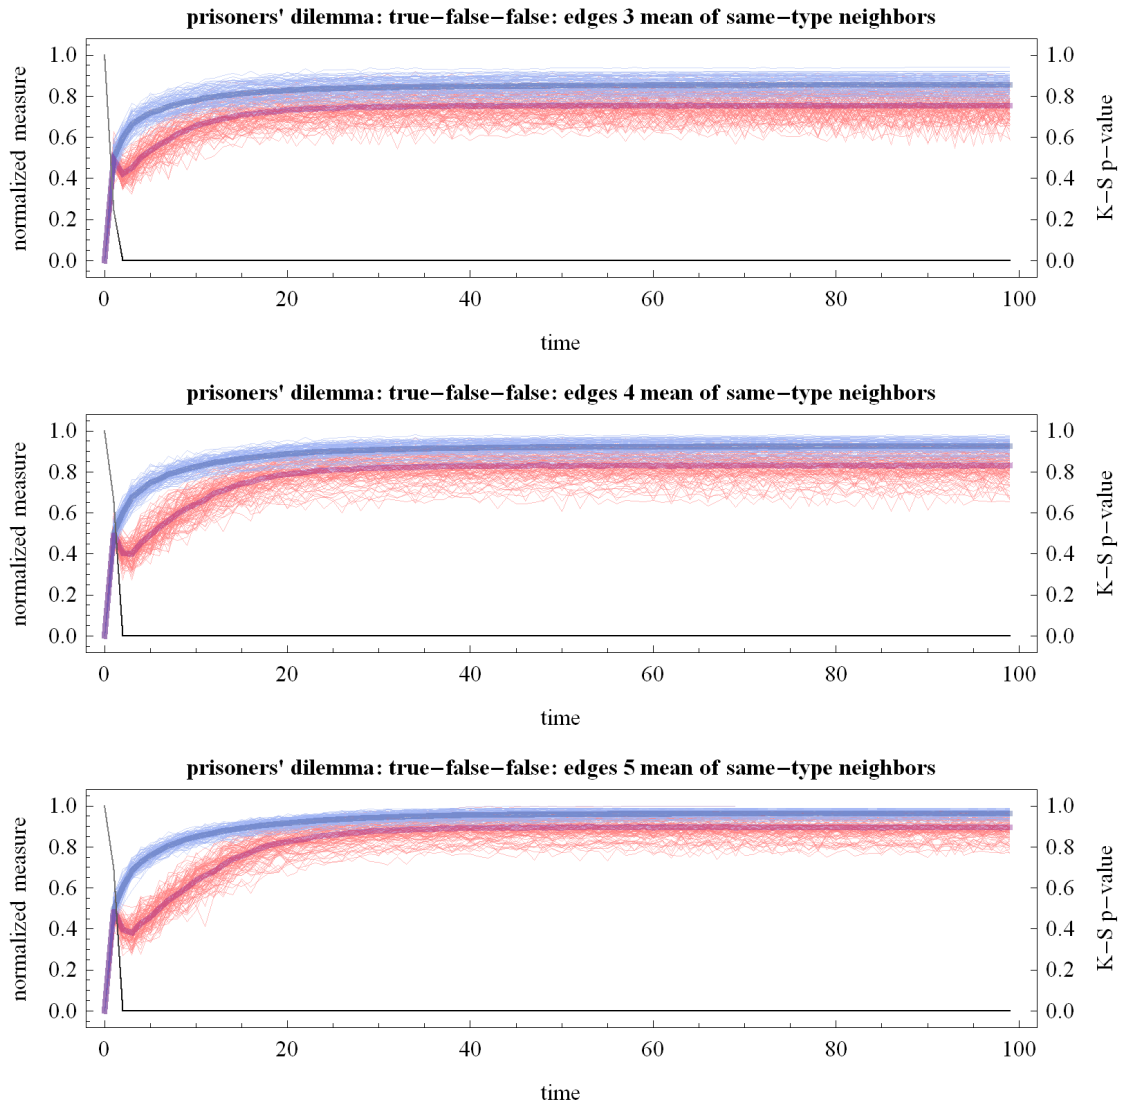 prisoners' dilemma: true−false−false: edges 3 mean of same−type neighbors
normalized measure
K−S p−value
1.0 1.0
0.8 0.8
0.6 0.6
0.4 0.4
0.2 0.2
0.0 0.0
0 20 40 60 80 100
time
prisoners' dilemma: true−false−false: edges 4 mean of same−type neighbors
normalized measure
K−S p−value
1.0 1.0
0.8 0.8
0.6 0.6
0.4 0.4
0.2 0.2
0.0 0.0
0 20 40 60 80 100
time
prisoners' dilemma: true−false−false: edges 5 mean of same−type neighbors
normalized measure
K−S p−value
1.0 1.0
0.8 0.8
0.6 0.6
0.4 0.4
0.2 0.2
0.0 0.0
0 20 40 60 80 100
time